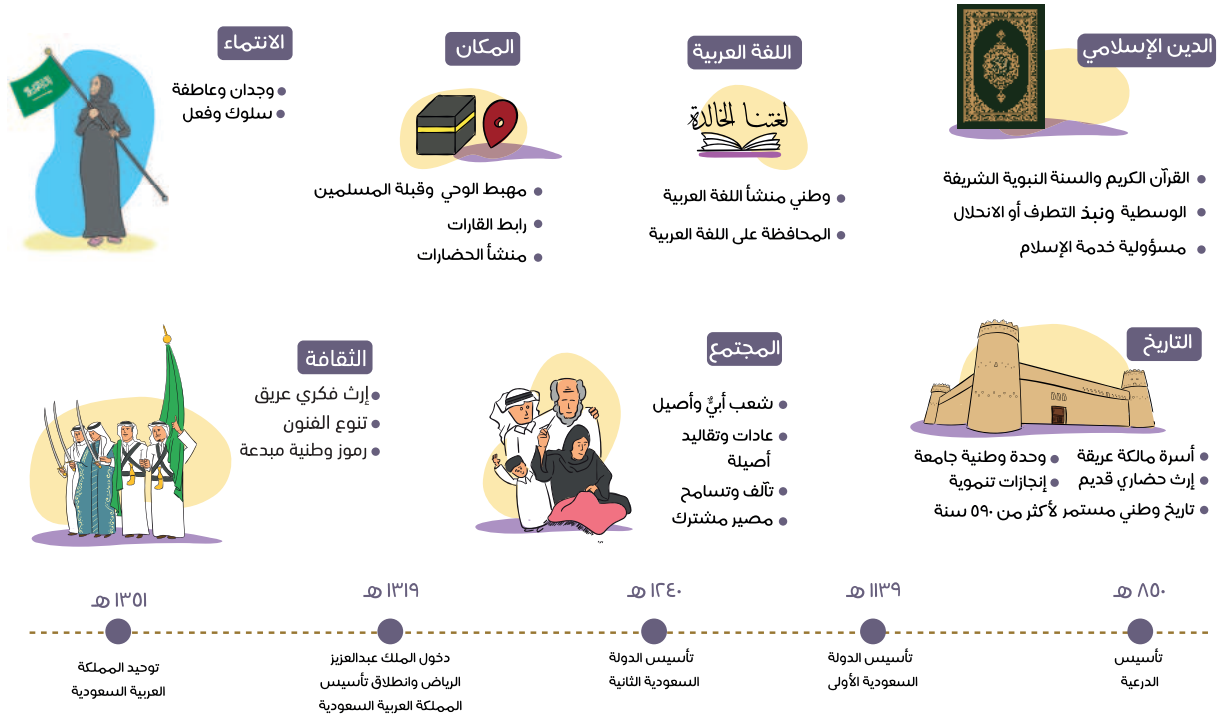 الدين الإسلامي
القرآن الكريم والسنة النبوية الشريفة
الوسطية ونبذ التطرف أو الانحلال
مسؤولية خدمة الإسلام
اللغة العربية
لغتنا الخالدة
وطني منشأ اللغة العربية
المحافظة على اللغة العربية
المكان
مهبط الوحي وقبلة المسلمين
رابط القارات
منشأ الحضارات
الانتماء
وجدان وعاطفة
سلوك وفعل
التاريخ
أسرة مالكة عريقة
وحدة وطنية جامعة
إرث حضاري قديم
إنجازات تنموية
تاريخ وطني مستمر لأكثر من ٥٩٠ سنة
المجتمع
شعب أبيٌّ وأصيل
عادات وتقاليد
أصيلة
تآلف وتسامح
مصير مشترك
الثقافة
إرث فكري عريق
تنوع الفنون
رموز وطنية مبدعة
٨٥٠ هـ
تأسيس
الدرعية
١١٣٩ هـ
تأسيس الدولة
السعودية الأولى
١٢٤٠ هـ
تأسيس الدولة
السعودية الثانية
١٣١٩ هـ
دخول الملك عبدالعزيز
الرياض وانطلاق تأسيس
المملكة العربية السعودية
١٣٥١ هـ
توحيد المملكة
العربية السعودية